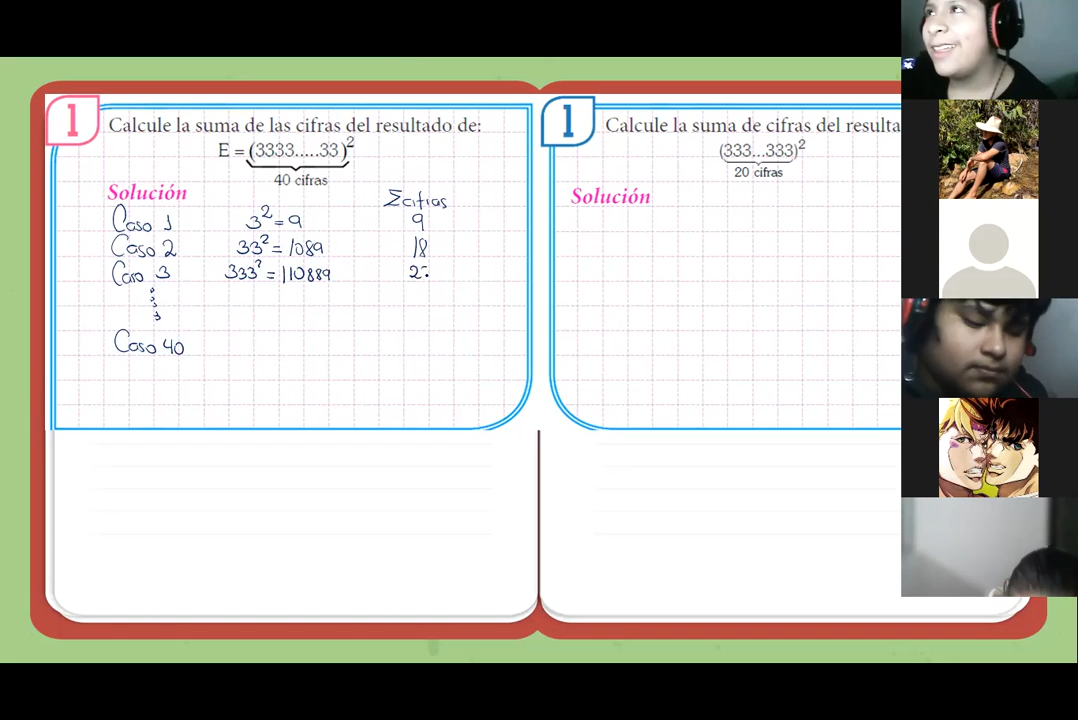 1
Calcule la suma de las cifras del resultado de:
E = (3333.....33)²
40 cifras
Solución
Σcifras
Caso 1 3² = 9 9
Caso 2 33² = 1089 18
Caso 3 333² = 110889
Caso 40
1
Calcule la suma de cifras del resulta
(333...333)²
20 cifras
Solución